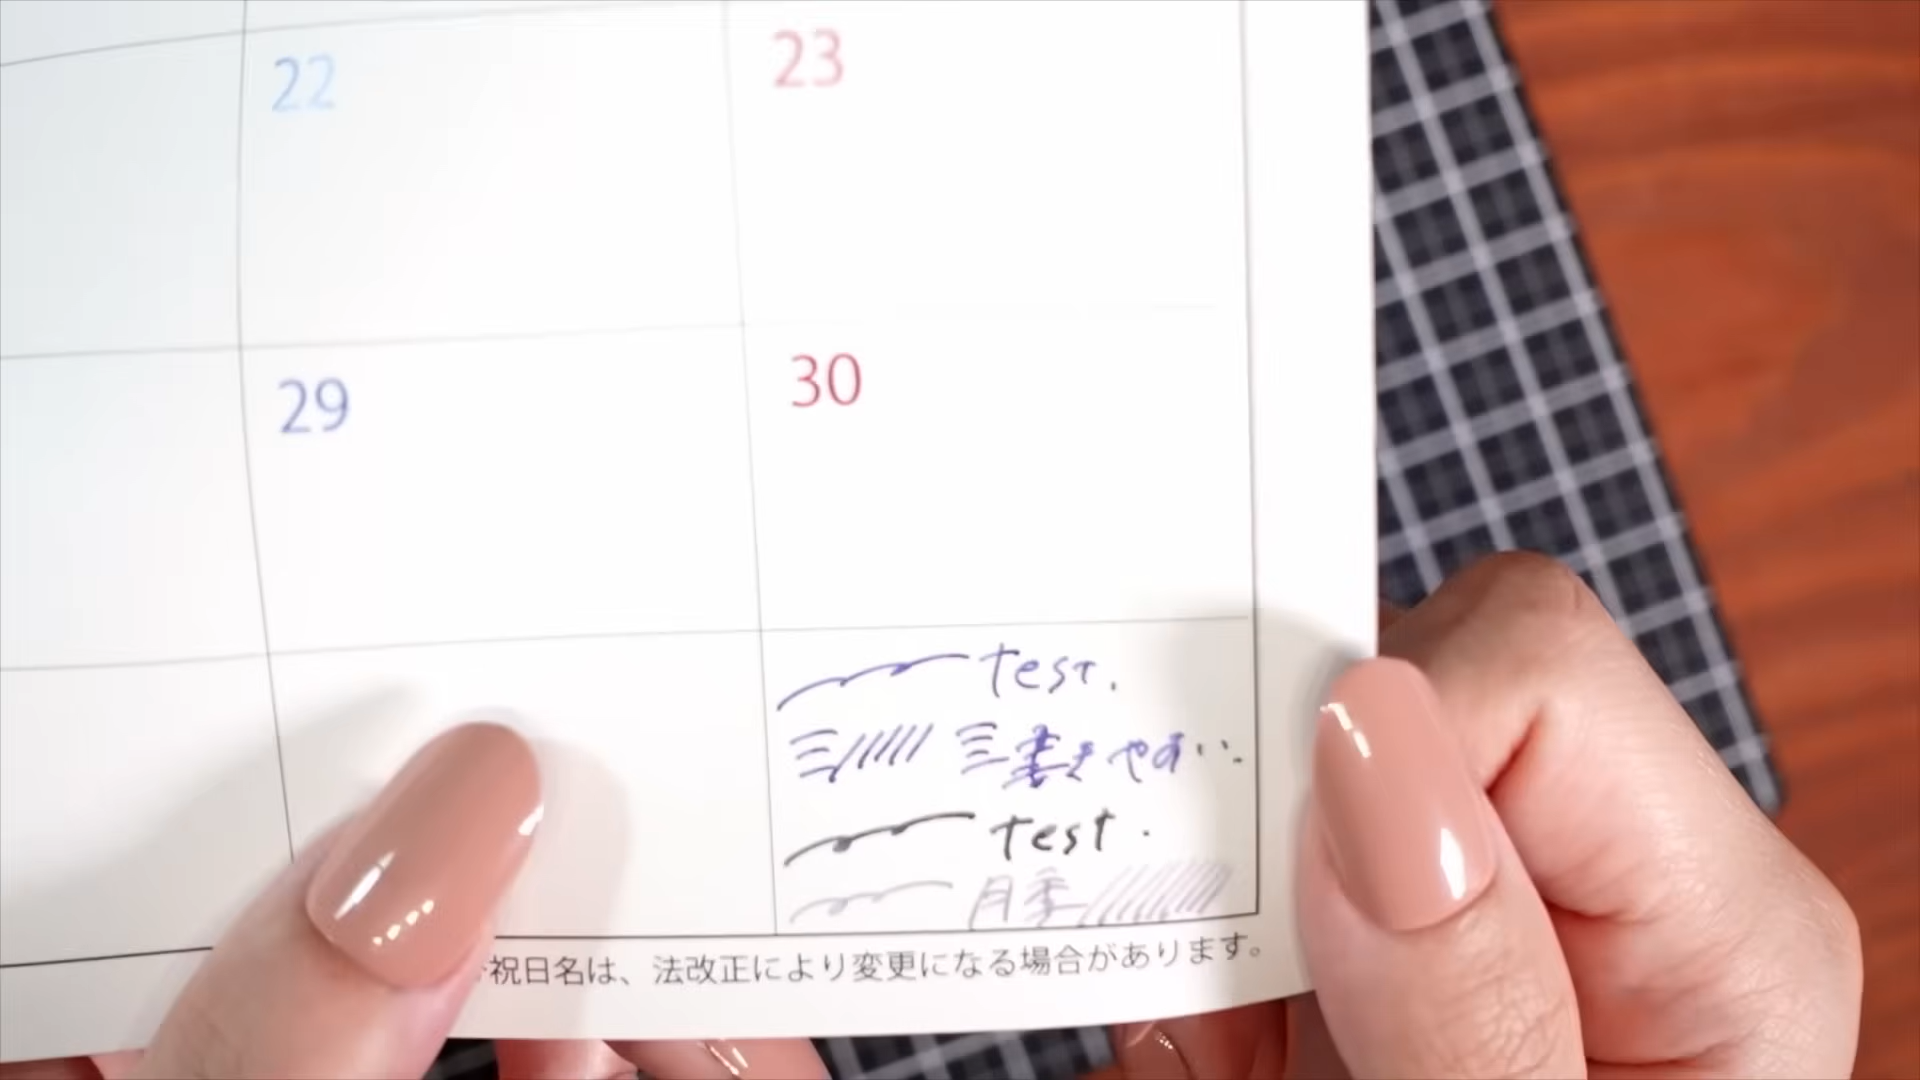 22 23
29 30
test.
書きやすい
test.
祝日名は、法改正により変更になる場合があります。